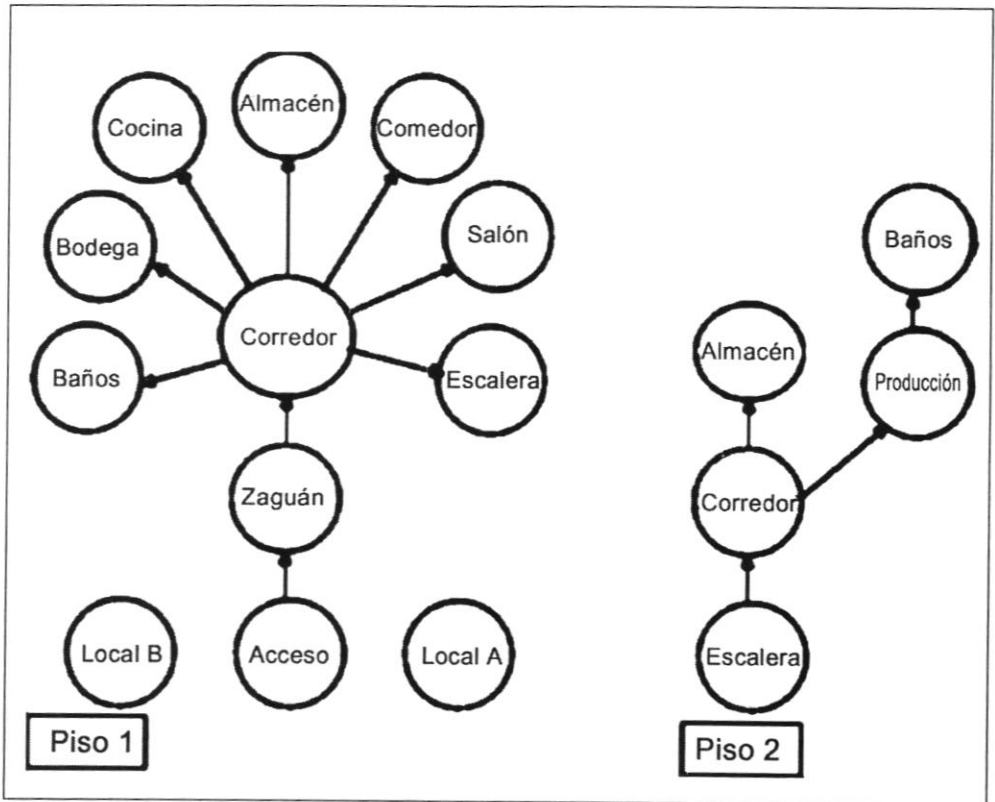 Almacén
Cocina
Comedor
Bodega
Salón
Corredor
Baños
Escalera
Zaguán
Local B
Acceso
Local A
Piso 1
Baños
Almacén
Producción
Corredor
Escalera
Piso 2